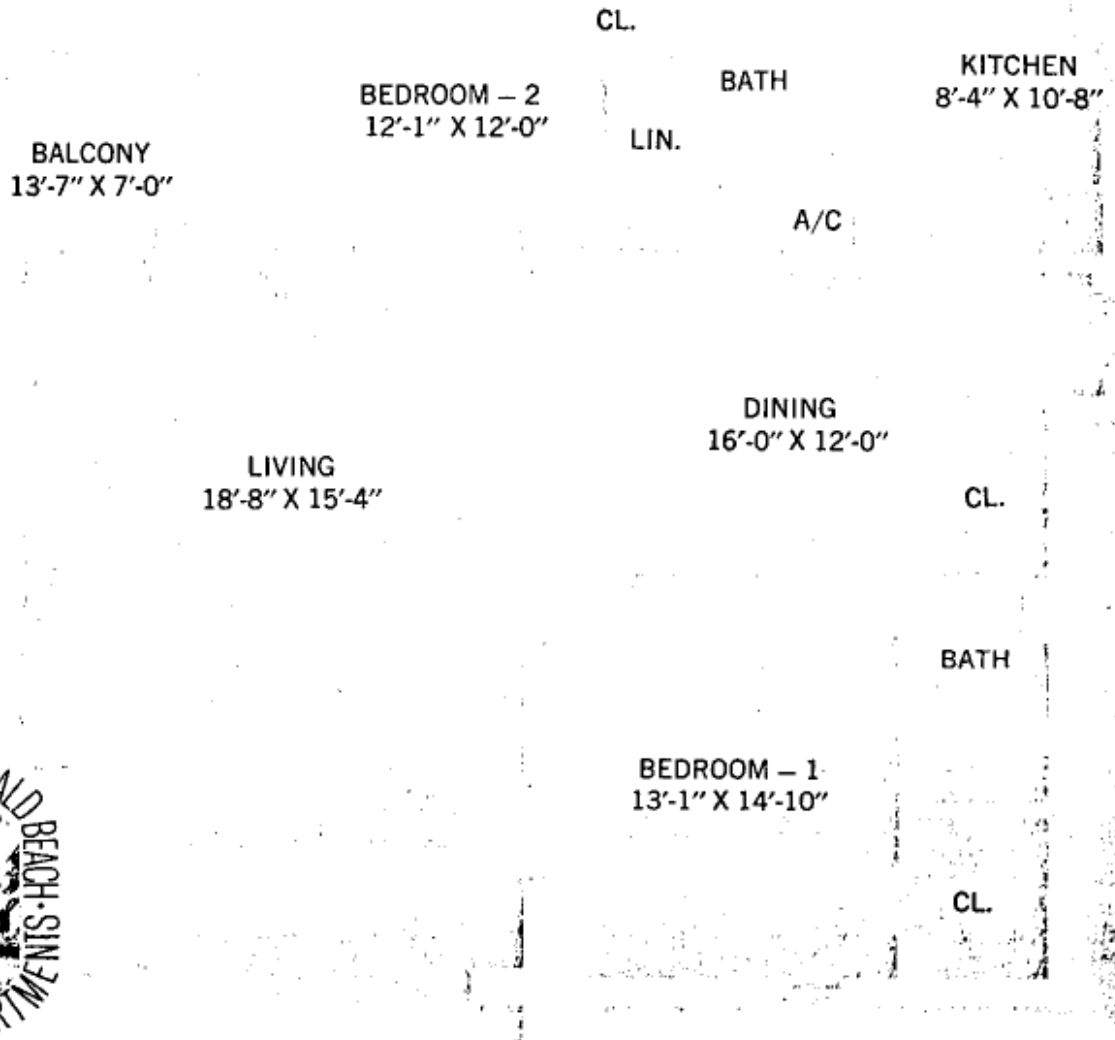 CL.
BATH
KITCHEN
8'-4" X 10'-8"
BEDROOM – 2
12'-1" X 12'-0"
LIN.
BALCONY
13'-7" X 7'-0"
A/C
DINING
16'-0" X 12'-0"
LIVING
18'-8" X 15'-4"
CL.
BATH
BEDROOM – 1
13'-1" X 14'-10"
CL.
BEACH